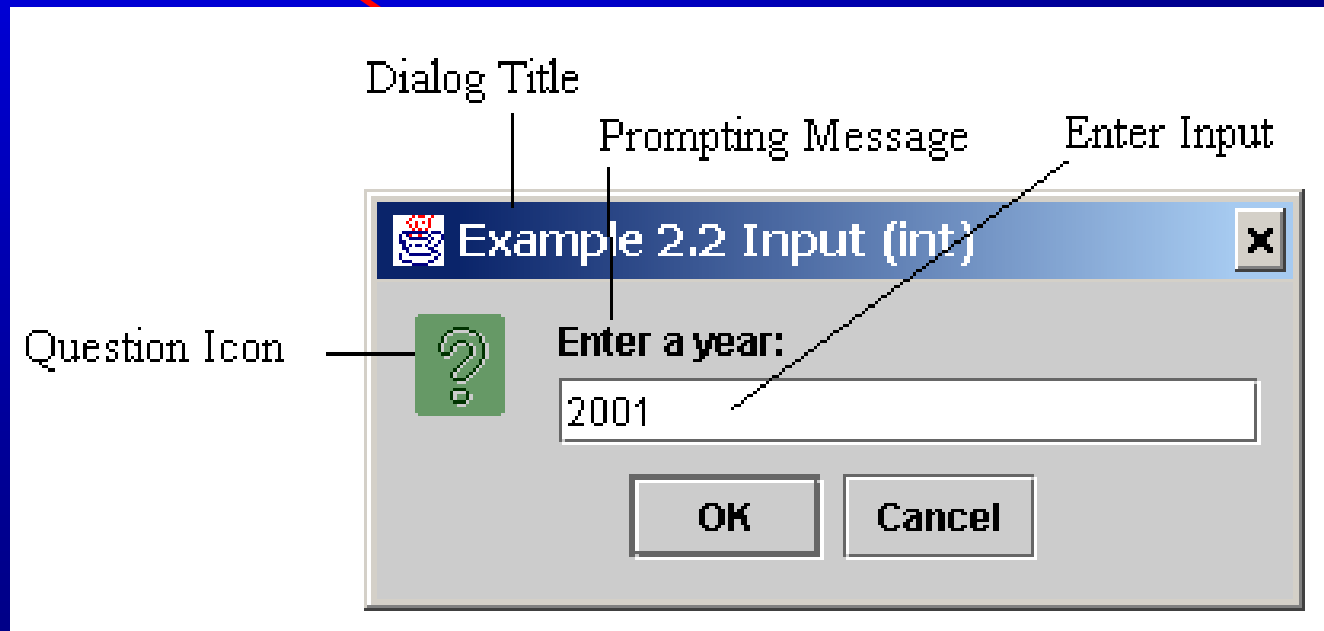 Dialog Title
Prompting Message
Enter Input
Example 2.2 Input (int)
Question Icon
?
Enter a year:
2001
OK
Cancel